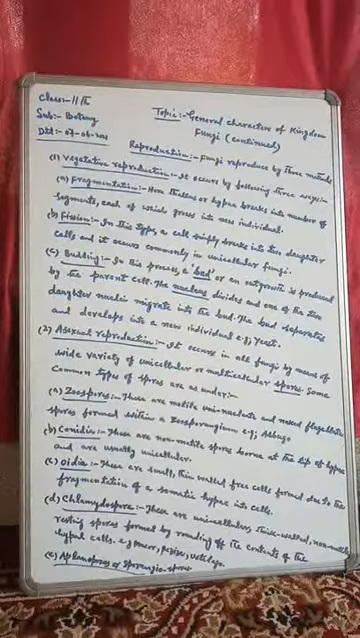 Class:-11th
Sub:- Botany
Dtd:- 07-06-
Topic:- General characters of Kingdom
Fungi (continued)
Reproduction:- Fungi reproduce by three methods
(1) Vegetative reproduction:- It occurs by following three ways:-
(a) Fragmentation:- Here thallus or hypha breaks into number of
segments, each of which grows into new individual.
(b) Fission:- In this type, a cell simply breaks into two daughter
cells and it occurs commonly in unicellular fungi.
(c) Budding:- In this process, a 'bud' or an outgrowth is produced
by the parent cell. The nucleus divides and one of the two
daughter nuclei migrate into the bud. The bud separates
and develops into a new individual e.g; yeast.
(2) Asexual reproduction:- It occurs in all fungi by means of
wide variety of unicellular or multicellular spores. Some
common types of spores are as under:-
(a) Zoospores:- These are motile uninucleate and naked flagellate
spores formed within a Zoosporangium e.g; Albugo
(b) Conidia:- These are non-motile spores borne at the tip of hyphae
and are usually unicellular.
(c) Oidia:- These are small, thin walled free cells formed due to the
fragmentation of a somatic hyphae into cells.
(d) Chlamydospore:- These are unicellular, thick-walled, non-motile
resting spores formed by rounding off the contents of the
hyphal cells. e.g mucor,
(e) Aplanospores or Sporangio-spores